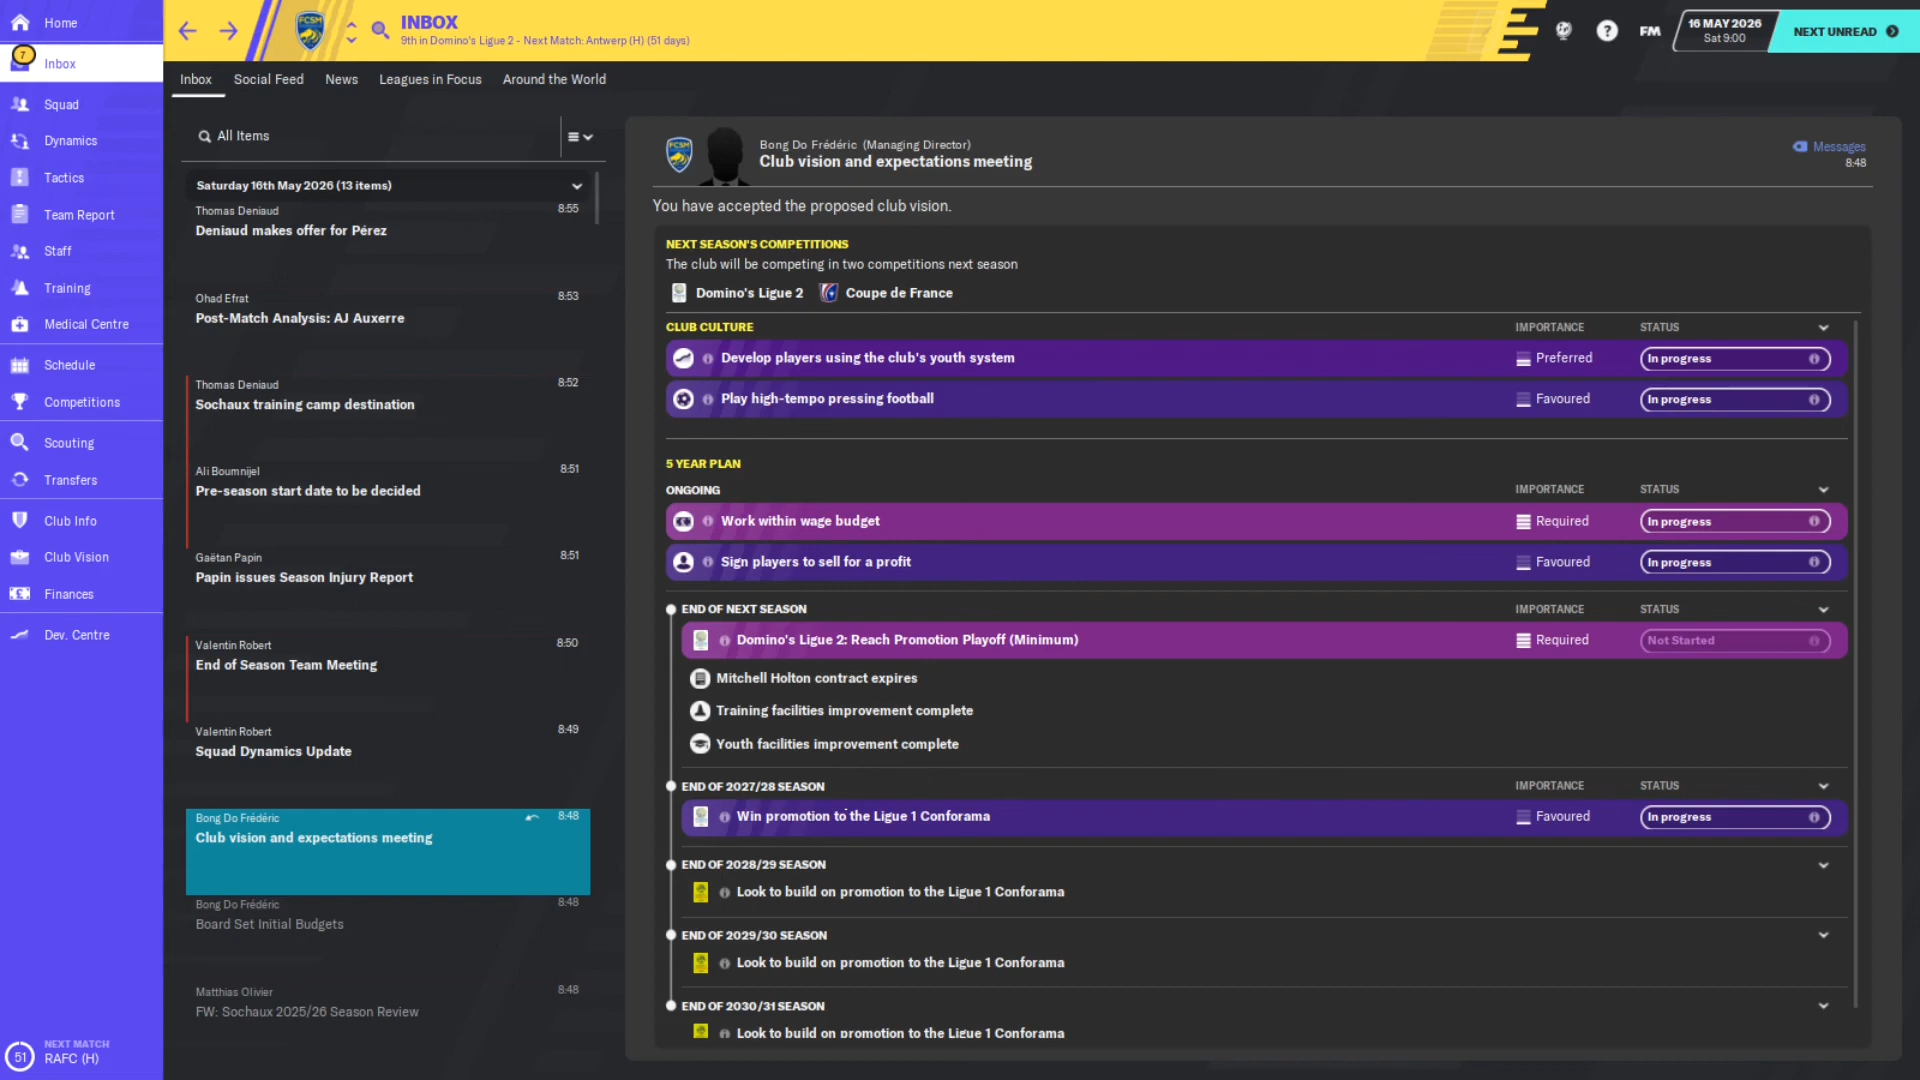 Home
7
Inbox
Squad
Dynamics
Tactics
Team Report
Staff
Training
Medical Centre
Schedule
Competitions
Scouting
Transfers
Club Info
Club Vision
Finances
Dev. Centre
51
NEXT MATCH
RAFC (H)
FCSM
INBOX
9th in Domino's Ligue 2 - Next Match: Antwerp (H) (51 days)
?
FM
16 MAY 2026
Sat 9:00
NEXT UNREAD
Inbox
Social Feed
News
Leagues in Focus
Around the World
All Items
Saturday 16th May 2026 (13 items)
Thomas Deniaud 8:55
Deniaud makes offer for Pérez
Ohad Efrat 8:53
Post-Match Analysis: AJ Auxerre
Thomas Deniaud 8:52
Sochaux training camp destination
Ali Boumnijel 8:51
Pre-season start date to be decided
Gaëtan Papin 8:51
Papin issues Season Injury Report
Valentin Robert 8:50
End of Season Team Meeting
Valentin Robert 8:49
Squad Dynamics Update
Bong Do Frédéric 8:48
Club vision and expectations meeting
Bong Do Frédéric 8:48
Board Set Initial Budgets
Matthias Olivier 8:48
FW: Sochaux 2025/26 Season Review
FCSM
Bong Do Frédéric (Managing Director)
Club vision and expectations meeting
Messages
8:48
You have accepted the proposed club vision.
NEXT SEASON'S COMPETITIONS
The club will be competing in two competitions next season
Domino's Ligue 2 Coupe de France
CLUB CULTURE IMPORTANCE STATUS
Develop players using the club's youth system Preferred In progress
Play high-tempo pressing football Favoured In progress
5 YEAR PLAN
ONGOING IMPORTANCE STATUS
Work within wage budget Required In progress
Sign players to sell for a profit Favoured In progress
END OF NEXT SEASON IMPORTANCE STATUS
Domino's Ligue 2: Reach Promotion Playoff (Minimum) Required Not Started
Mitchell Holton contract expires
Training facilities improvement complete
Youth facilities improvement complete
END OF 2027/28 SEASON IMPORTANCE STATUS
Win promotion to the Ligue 1 Conforama Favoured In progress
END OF 2028/29 SEASON
Look to build on promotion to the Ligue 1 Conforama
END OF 2029/30 SEASON
Look to build on promotion to the Ligue 1 Conforama
END OF 2030/31 SEASON
Look to build on promotion to the Ligue 1 Conforama